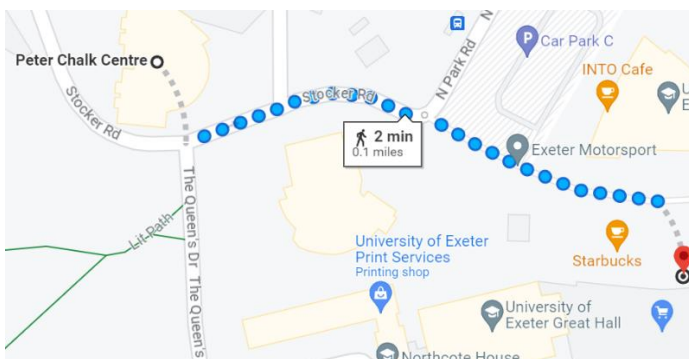 Peter Chalk Centre
Stocker Rd
Stocker Rd
N Park Rd
N
Car Park C
P
INTO Cafe
U
E
2 min
0.1 miles
Exeter Motorsport
Lit Path
The Queen's Dr
The Queen's
University of Exeter
Print Services
Printing shop
Starbucks
University of
Exeter Great Hall
Northcote House